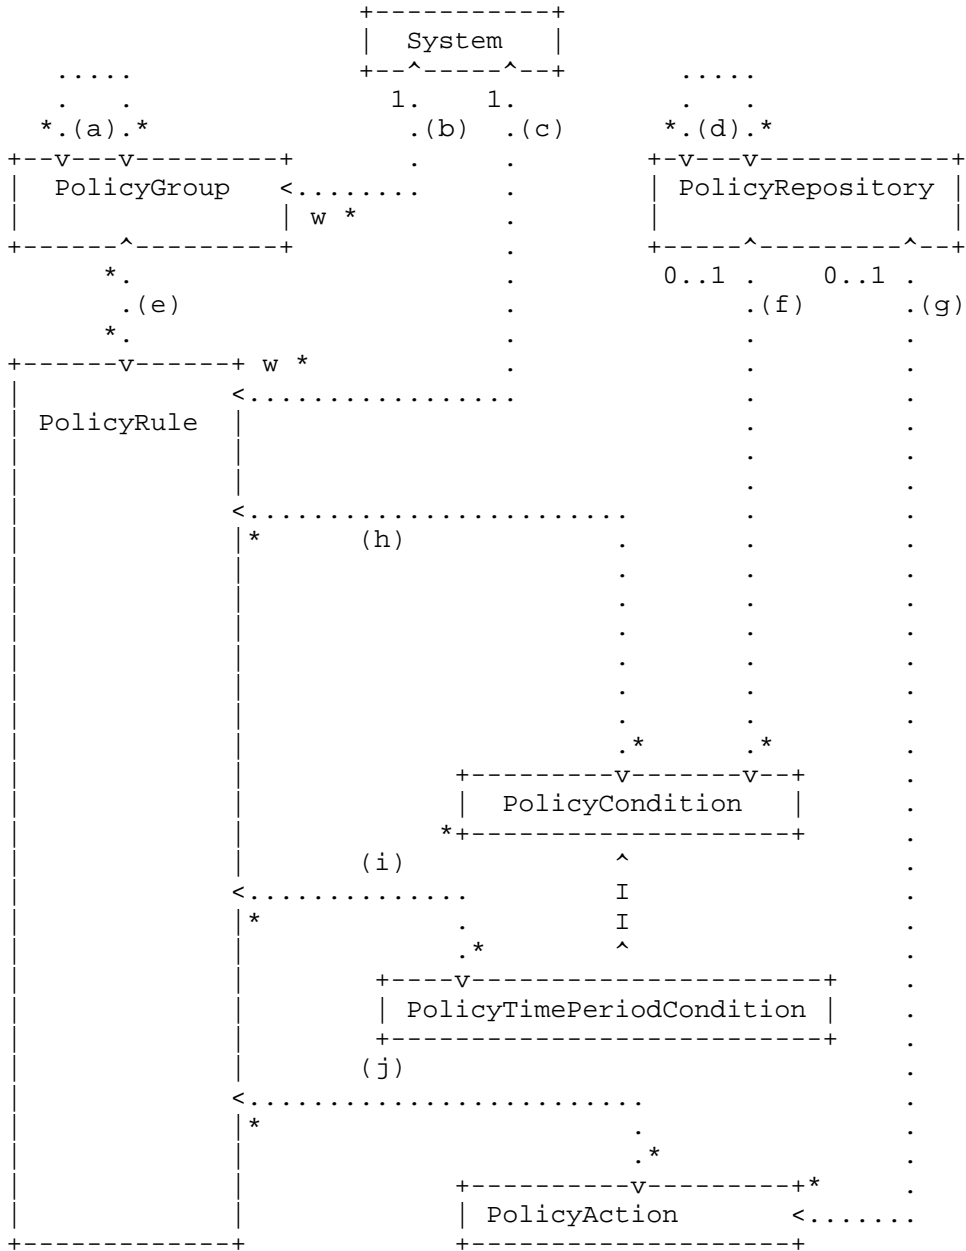 System
1. 1.
*.(a).* .(b) .(c) *.(d).*
PolicyGroup PolicyRepository
w *
*. 0..1 . 0..1 .
.(e) .(f) .(g)
*.
w *
PolicyRule
* (h)
.* .*
PolicyCondition
*
(i)
I
* I
.*
PolicyTimePeriodCondition
(j)
*
.*
*
PolicyAction